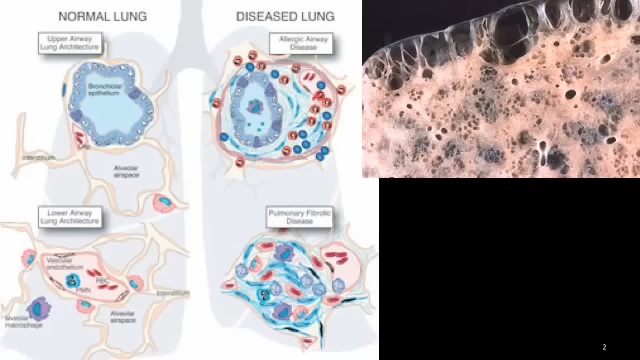 NORMAL LUNG
DISEASED LUNG
Upper Airway
Lung Architecture
Allergic Airway
Disease
Bronchiolar
epithelium
Interstitium
Alveolar
airspace
Lower Airway
Lung Architecture
Pulmonary Fibrotic
Disease
Vascular
endothelium
RBC
PMN
Interstitium
Alveolar
airspace
alveolar
macrophage
2